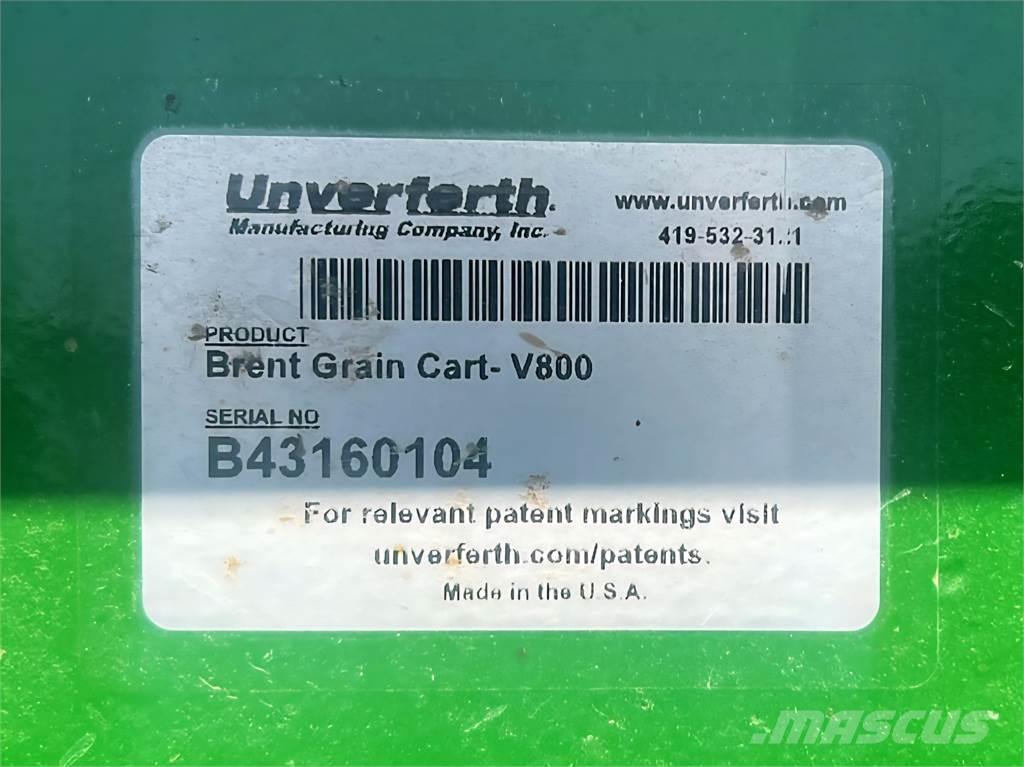 Unverferth
Manufacturing Company, Inc.
www.unverferth.com
PRODUCT
Brent Grain Cart- V800
SERIAL NO
B43160104
For relevant patent markings visit
unverferth.com/patents.
Made in the U.S.A.
MASCUS